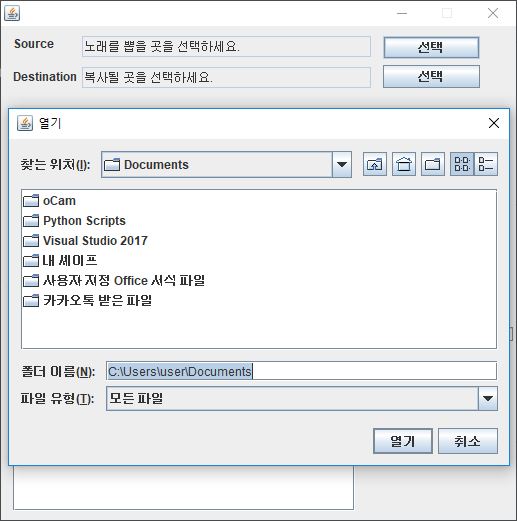 Source 노래를 뽑을 곳을 선택하세요. 선택
Destination 복사될 곳을 선택하세요. 선택
열기
찾는 위치(I): Documents
oCam
Python Scripts
Visual Studio 2017
내 셰이프
사용자 지정 Office 서식 파일
카카오톡 받은 파일
폴더 이름(N): C:\Users\user\Documents
파일 유형(T): 모든 파일
열기 취소